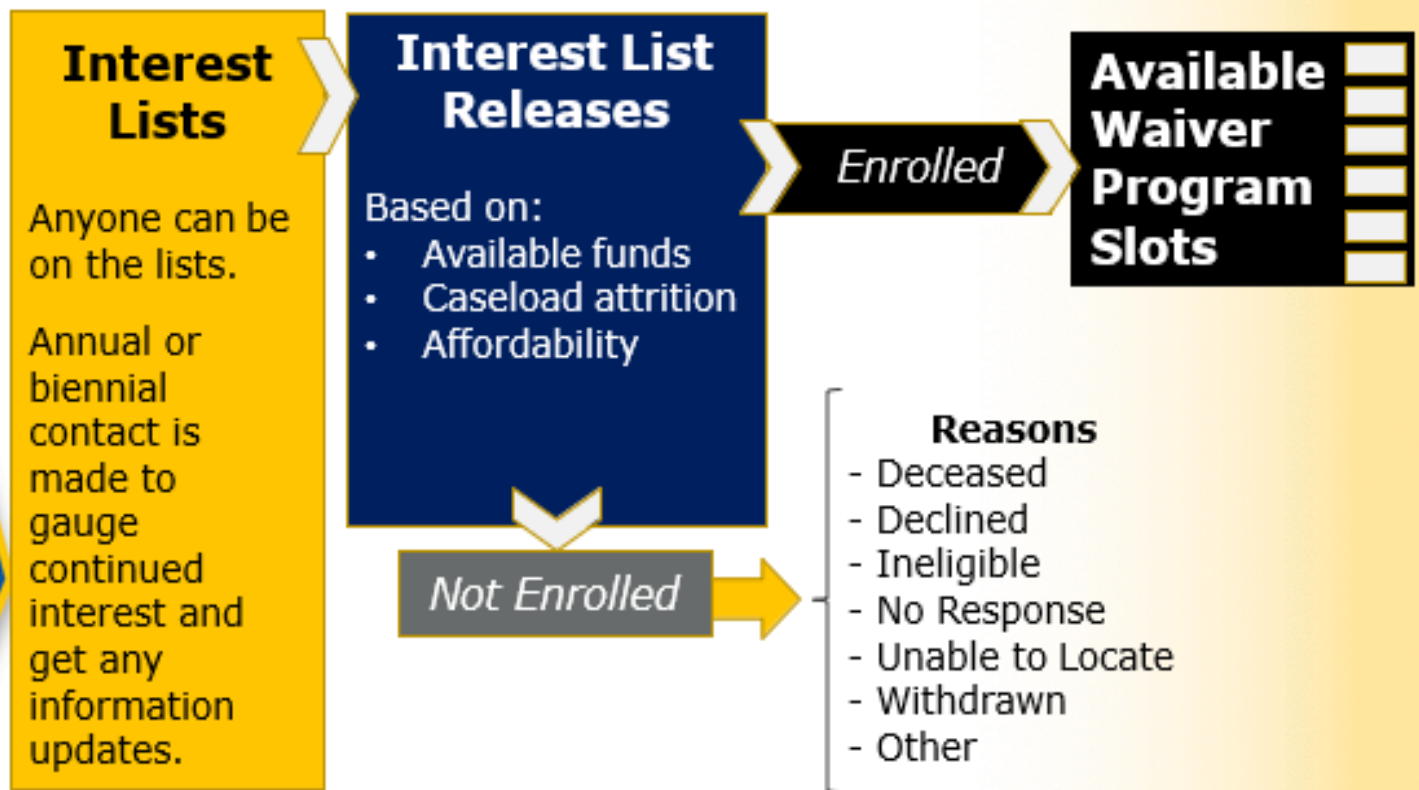 Interest
Lists
Anyone can be
on the lists.
Annual or
biennial
contact is
made to
gauge
continued
interest and
get any
information
updates.
Interest List
Releases
Based on:
• Available funds
• Caseload attrition
• Affordability
Enrolled
Available
Waiver
Program
Slots
Not Enrolled
Reasons
- Deceased
- Declined
- Ineligible
- No Response
- Unable to Locate
- Withdrawn
- Other